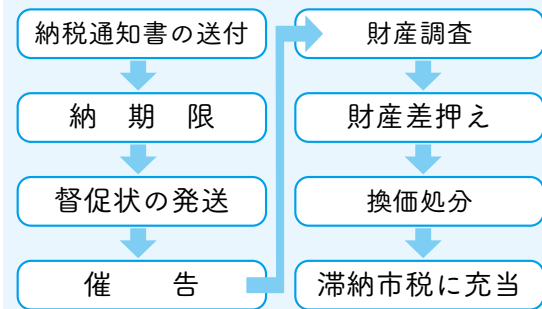 納税通知書の送付
納　期　限
督促状の発送
催　　告
財産調査
財産差押え
換価処分
滞納市税に充当